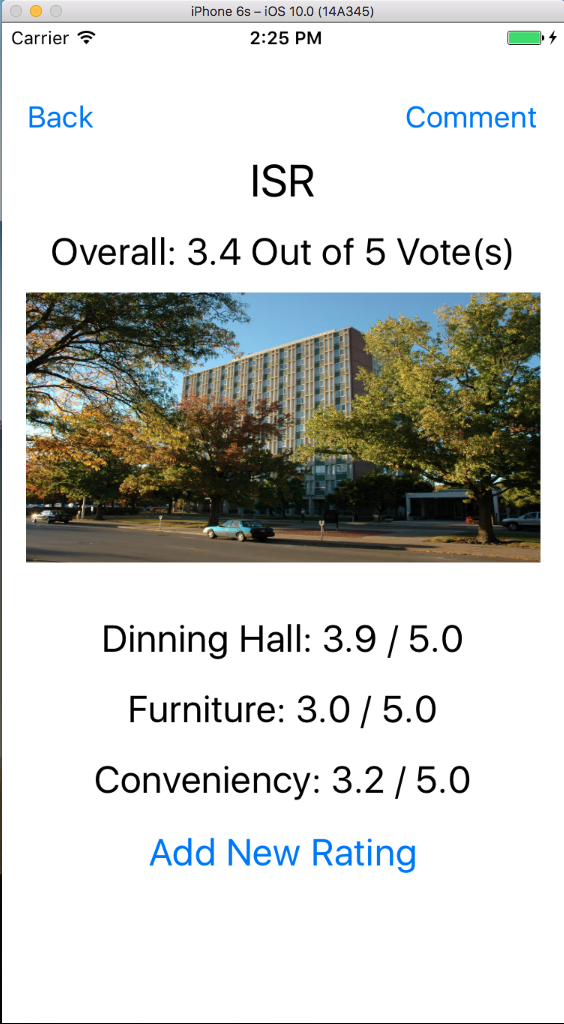 iPhone 6s – iOS 10.0 (14A345)
Carrier 2:25 PM
Back Comment
ISR
Overall: 3.4 Out of 5 Vote(s)
Dinning Hall: 3.9 / 5.0
Furniture: 3.0 / 5.0
Conveniency: 3.2 / 5.0
Add New Rating